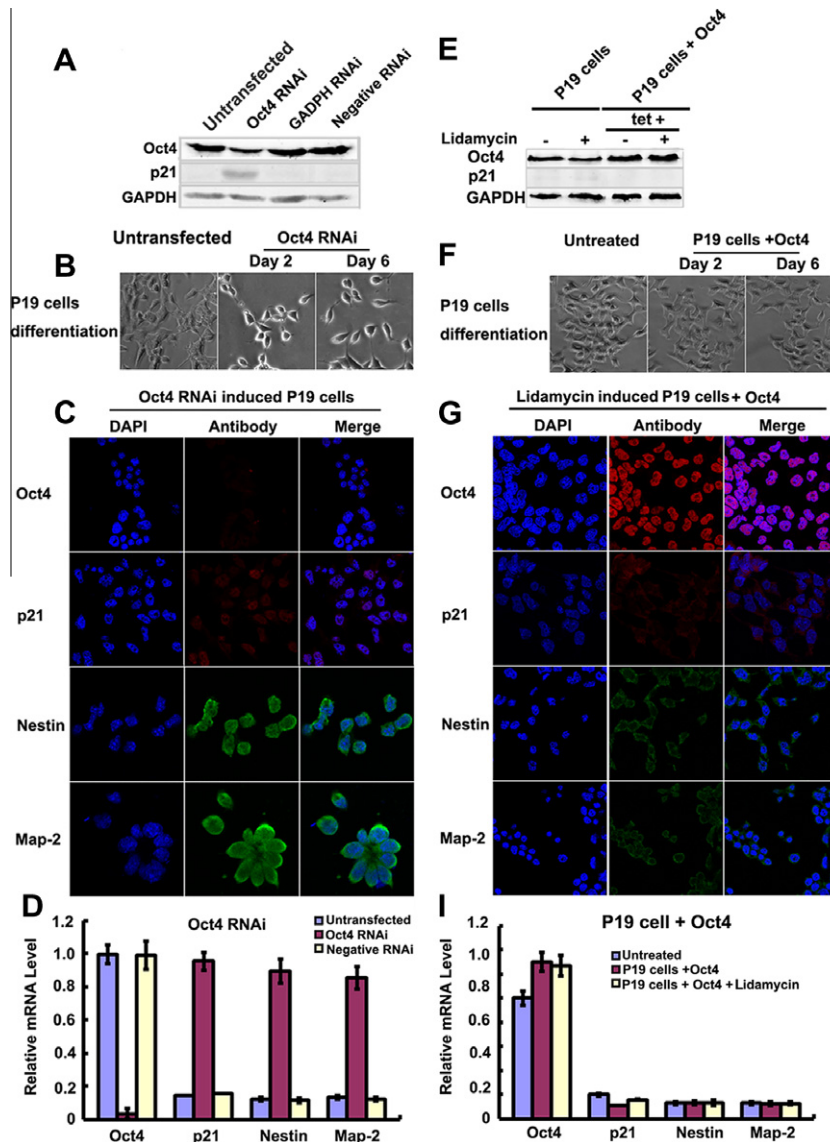 A
Untransfected
Oct4 RNAi
GADPH RNAi
Negative RNAi
Oct4
p21
GAPDH
B
Untransfected
Oct4 RNAi
Day 2
Day 6
P19 cells
differentiation
C
Oct4 RNAi induced P19 cells
DAPI
Antibody
Merge
Oct4
p21
Nestin
Map-2
D
Oct4 RNAi
Untransfected
Oct4 RNAi
Negative RNAi
Relative mRNA Level
1.2
1.0
0.8
0.6
0.4
0.2
0
Oct4
p21
Nestin
Map-2
E
P19 cells
P19 cells + Oct4
tet +
Lidamycin - + - +
Oct4
p21
GAPDH
F
Untreated
P19 cells +Oct4
Day 2
Day 6
P19 cells
differentiation
G
Lidamycin induced P19 cells + Oct4
DAPI
Antibody
Merge
Oct4
p21
Nestin
Map-2
I
P19 cell + Oct4
Untreated
P19 cells +Oct4
P19 cells + Oct4 +Lidamycin
Relative mRNA Level
1.2
1.0
0.8
0.6
0.4
0.2
0
Oct4
p21
Nestin
Map-2